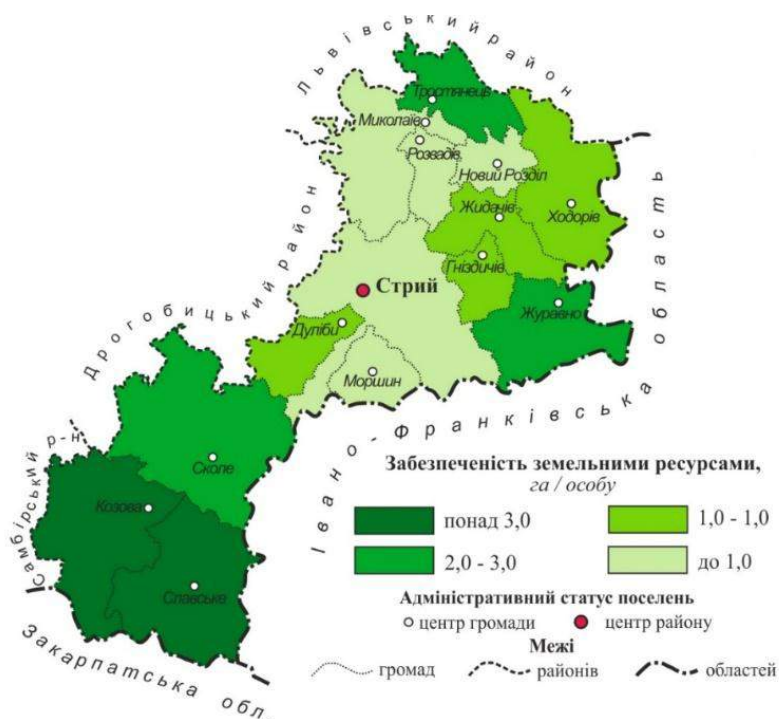 Львівський район
Тростянець
Миколаїв
Розвадів
Новий Розділ
Жидачів
Ходорів
Гніздичів
Стрий
Журавно
Дуліби
Моршин
Дрогобицький район
Івано-Франківська область
Сколе
Самбірський р-н
Козова
Славське
Закарпатська обл.
Забезпеченість земельними ресурсами,
га / особу
понад 3,0
1,0 - 1,0
2,0 - 3,0
до 1,0
Адміністративний статус поселень
центр громади
центр району
Межі
громад
районів
областей